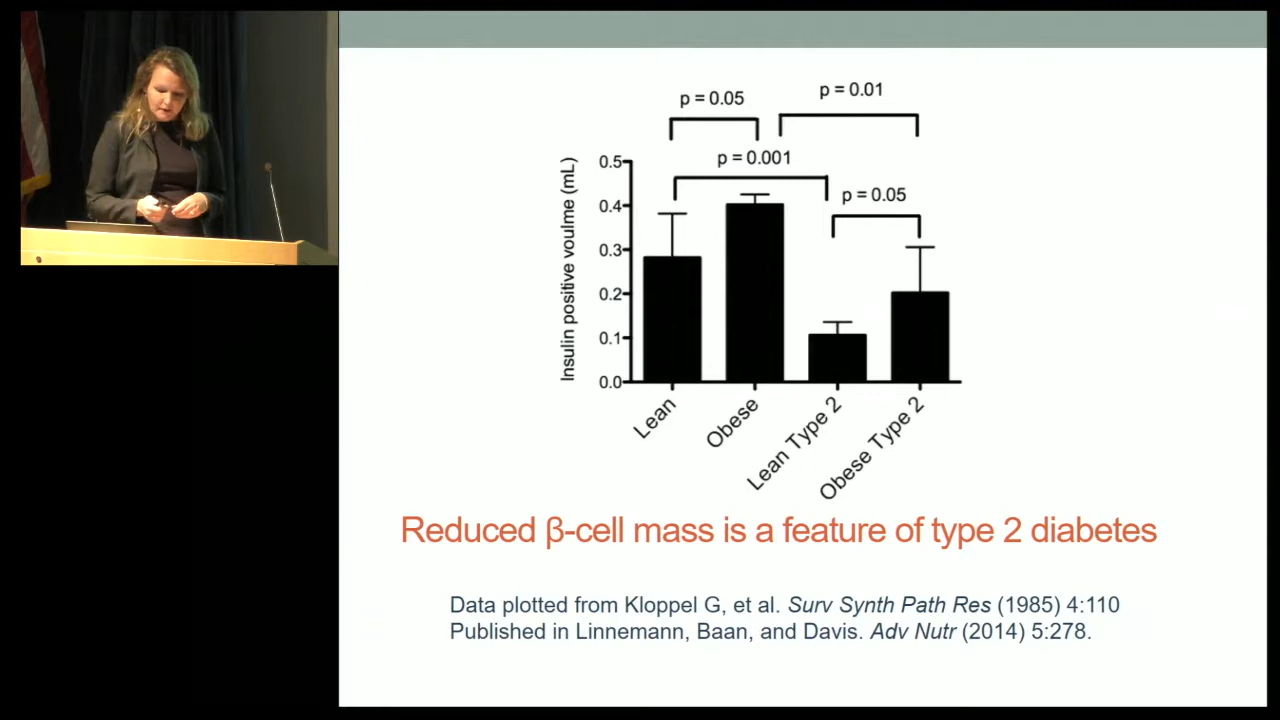 p = 0.05
p = 0.01
p = 0.001
p = 0.05
Insulin positive voulme (mL)
0.5
0.4
0.3
0.2
0.1
0.0
Lean
Obese
Lean Type 2
Obese Type 2
Reduced β-cell mass is a feature of type 2 diabetes
Data plotted from Kloppel G, et al. Surv Synth Path Res (1985) 4:110
Published in Linnemann, Baan, and Davis. Adv Nutr (2014) 5:278.